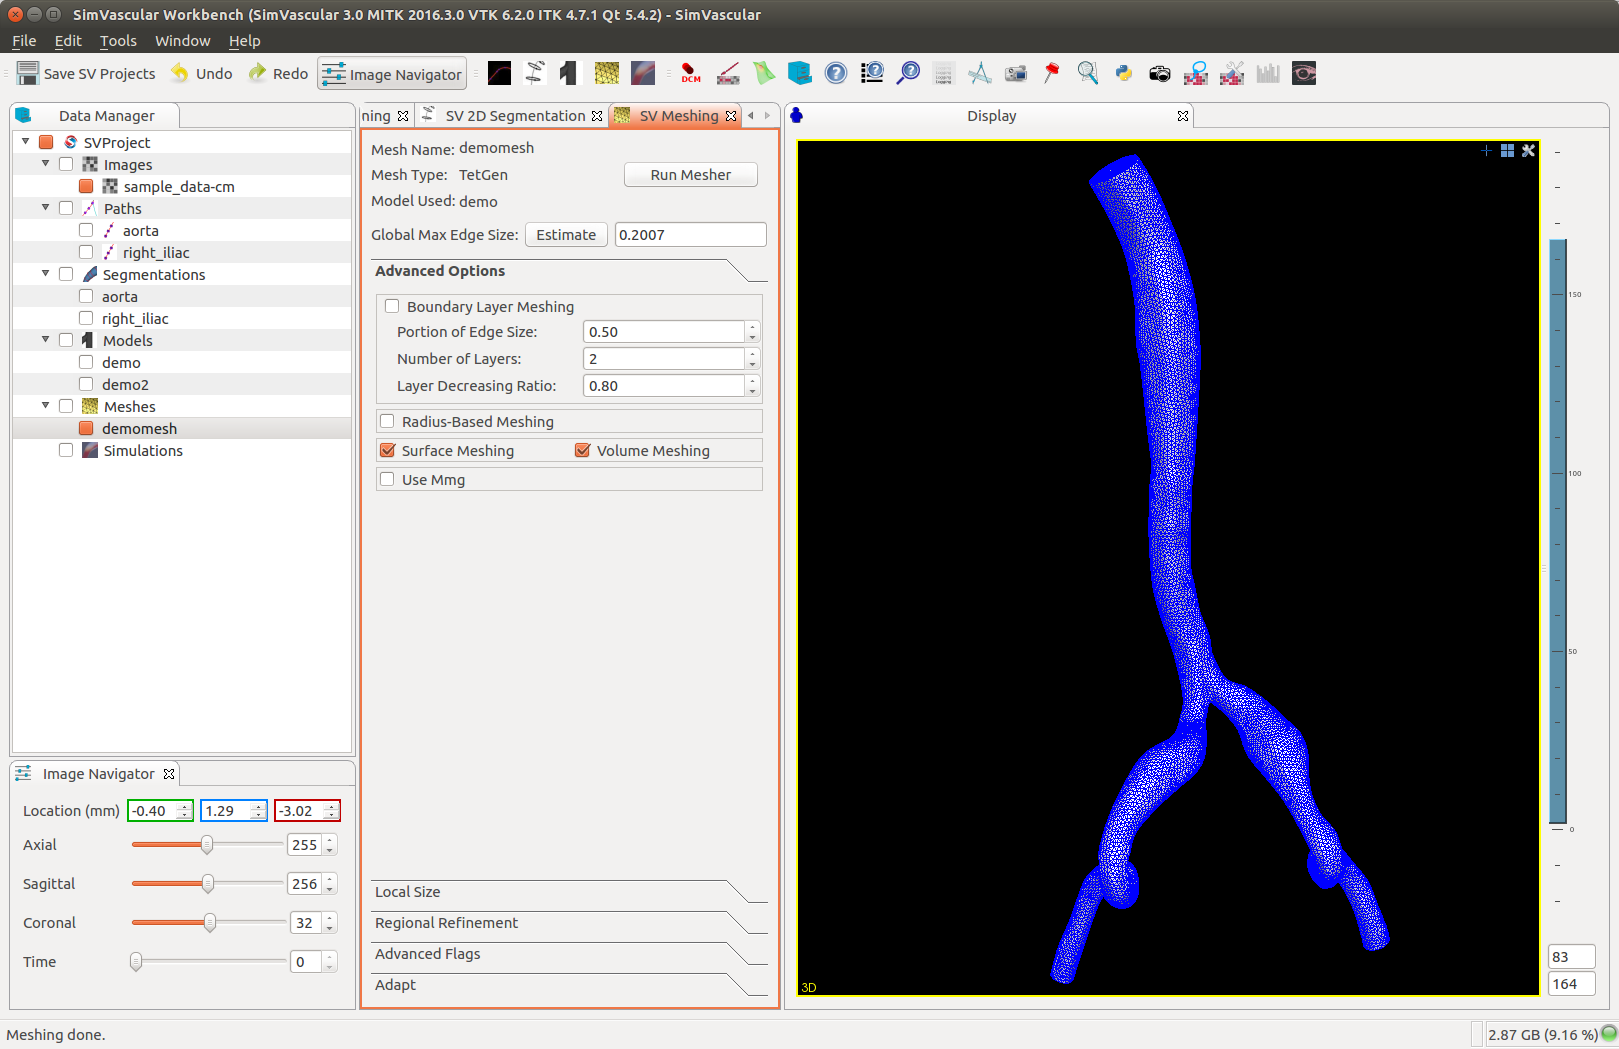 SimVascular Workbench (SimVascular 3.0 MITK 2016.3.0 VTK 6.2.0 ITK 4.7.1 Qt 5.4.2) - SimVascular
File Edit Tools Window Help
Save SV Projects Undo Redo Image Navigator DCM
Data Manager
SVProject
Images
sample_data-cm
Paths
aorta
right_iliac
Segmentations
aorta
right_iliac
Models
demo
demo2
Meshes
demomesh
Simulations
Image Navigator
Location (mm) -0.40 1.29 -3.02
Axial 255
Sagittal 256
Coronal 32
Time 0
ning SV 2D Segmentation SV Meshing
Mesh Name: demomesh
Mesh Type: TetGen Run Mesher
Model Used: demo
Global Max Edge Size: Estimate 0.2007
Advanced Options
Boundary Layer Meshing
Portion of Edge Size: 0.50
Number of Layers: 2
Layer Decreasing Ratio: 0.80
Radius-Based Meshing
Surface Meshing Volume Meshing
Use Mmg
Local Size
Regional Refinement
Advanced Flags
Adapt
Display
150
100
50
0
3D
83
164
Meshing done.
2.87 GB (9.16 %)